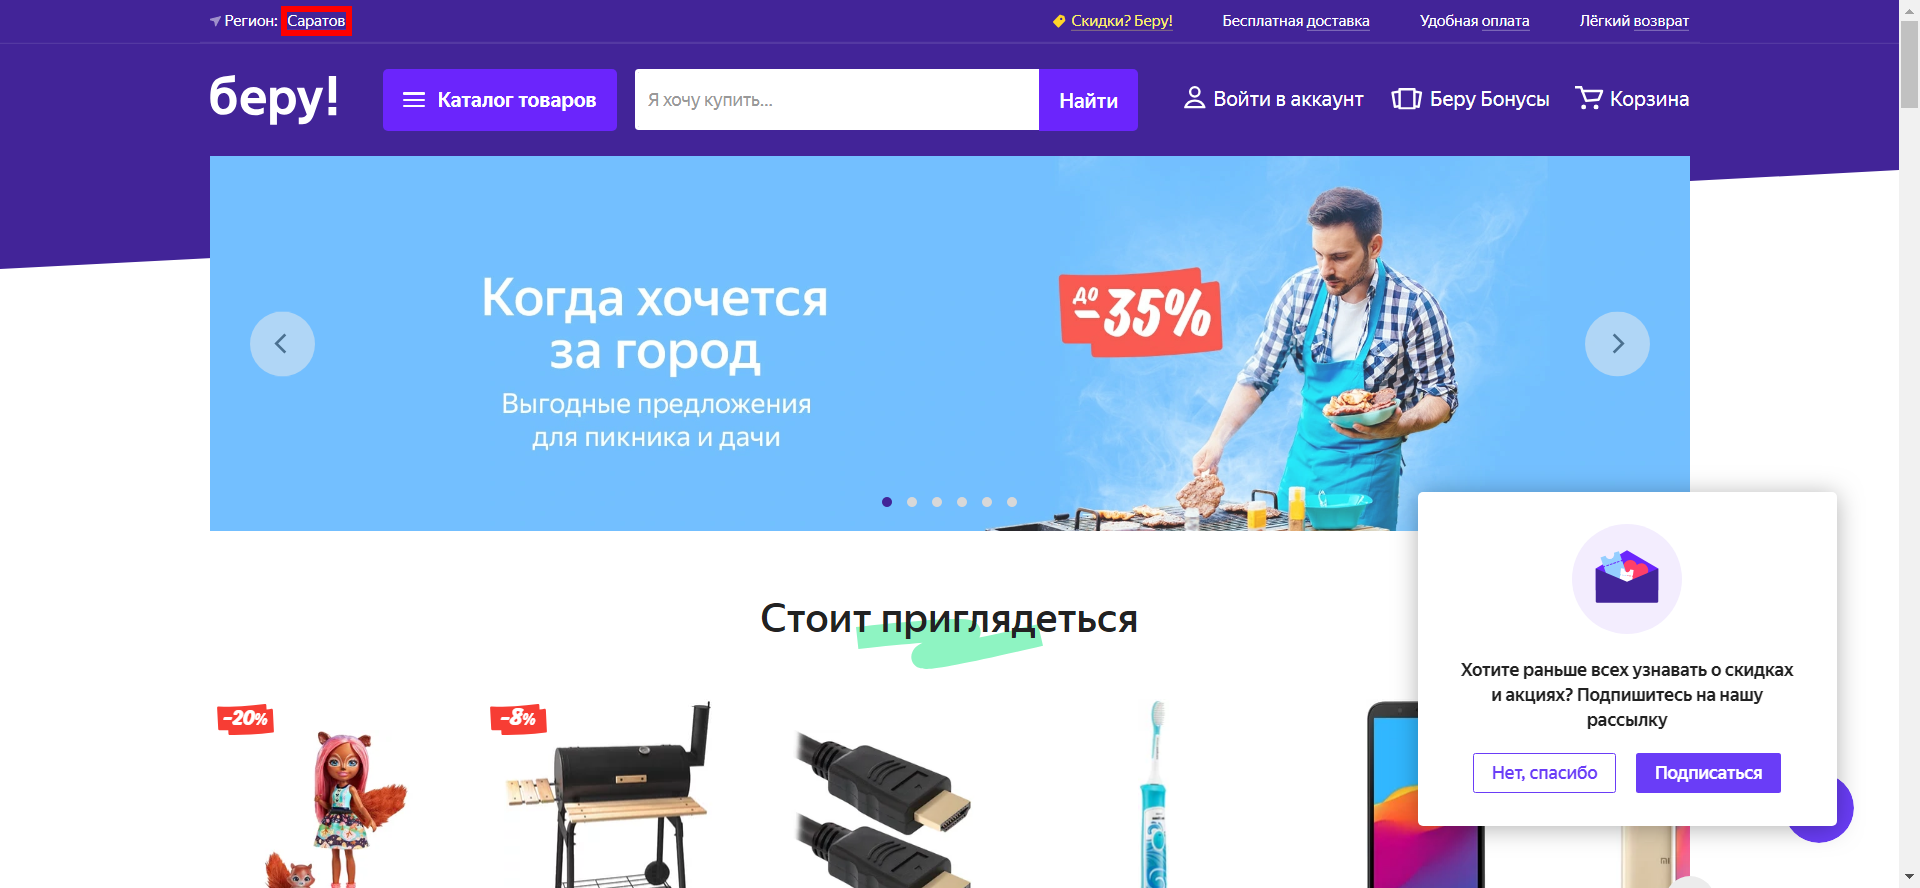 Регион: Саратов
Скидки? Беру!
Бесплатная доставка
Удобная оплата
Лёгкий возврат
беру!
Каталог товаров
Я хочу купить...
Найти
Войти в аккаунт
Беру Бонусы
Корзина
Когда хочется
за город
Выгодные предложения
для пикника и дачи
до
-35%
Стоит приглядеться
-20%
-8%
Хотите раньше всех узнавать о скидках
и акциях? Подпишитесь на нашу
рассылку
Нет, спасибо
Подписаться